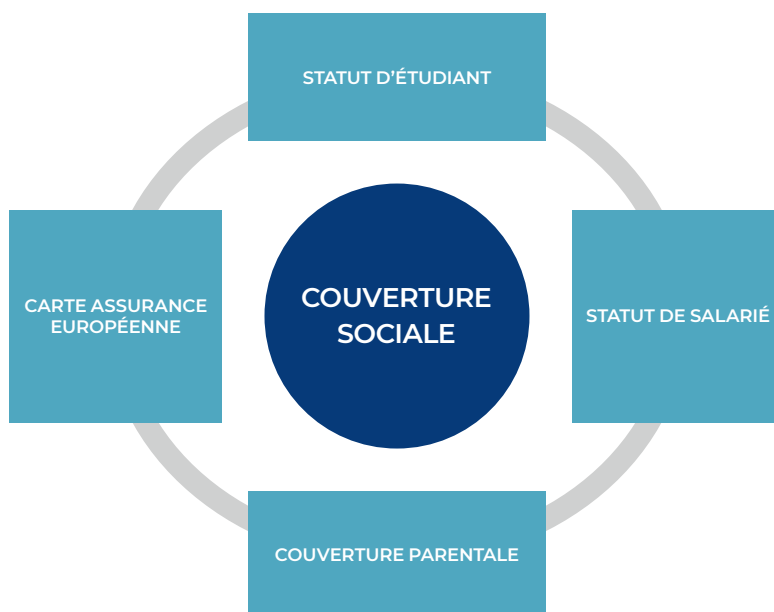 STATUT D'ÉTUDIANT
CARTE ASSURANCE
EUROPÉENNE
COUVERTURE
SOCIALE
STATUT DE SALARIÉ
COUVERTURE PARENTALE